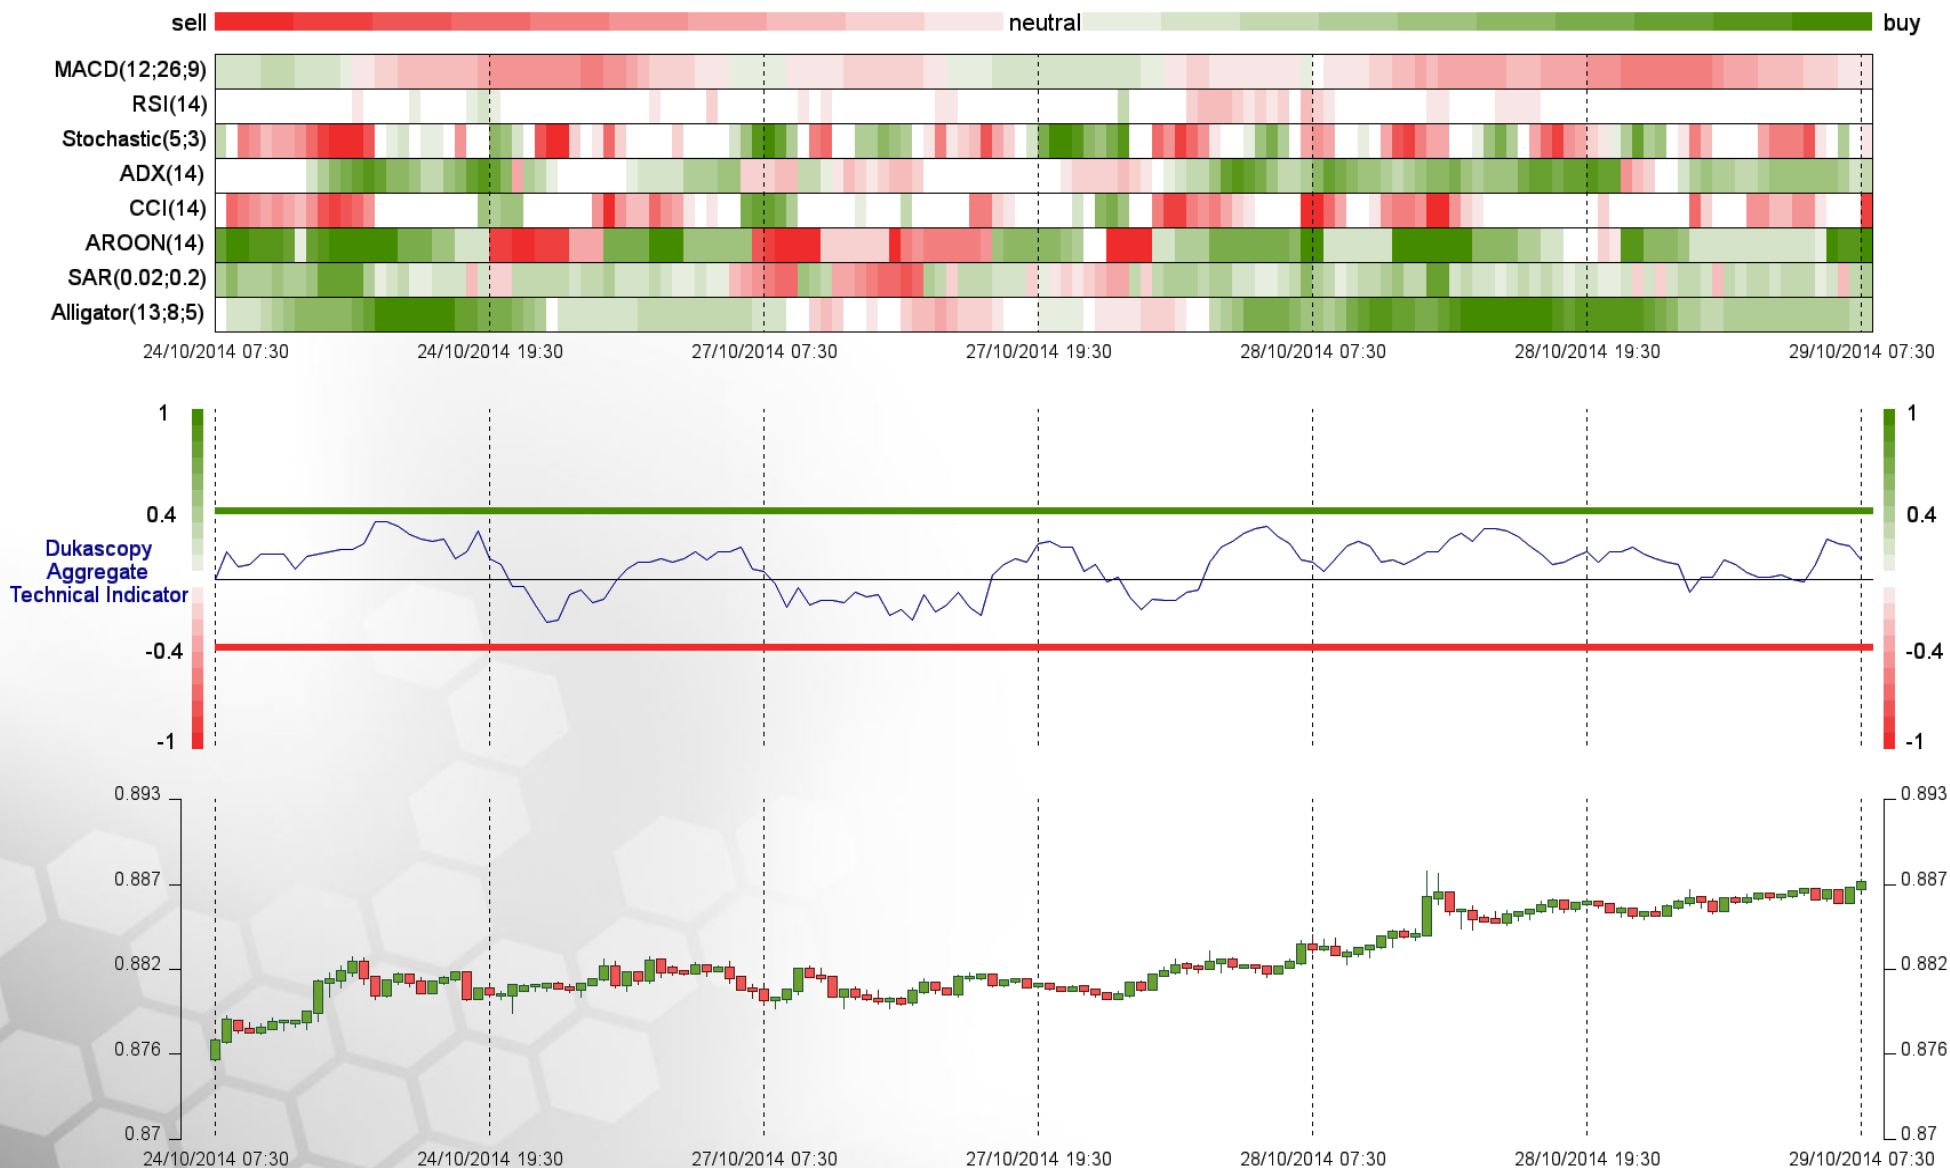 sell neutral buy
MACD(12;26;9)
RSI(14)
Stochastic(5;3)
ADX(14)
CCI(14)
AROON(14)
SAR(0.02;0.2)
Alligator(13;8;5)
24/10/2014 07:30 24/10/2014 19:30 27/10/2014 07:30 27/10/2014 19:30 28/10/2014 07:30 28/10/2014 19:30 29/10/2014 07:30
1 1
0.4 0.4
Dukascopy
Aggregate
Technical Indicator
-0.4 -0.4
-1 -1
0.893 0.893
0.887 0.887
0.882 0.882
0.876 0.876
0.87 0.87
24/10/2014 07:30 24/10/2014 19:30 27/10/2014 07:30 27/10/2014 19:30 28/10/2014 07:30 28/10/2014 19:30 29/10/2014 07:30